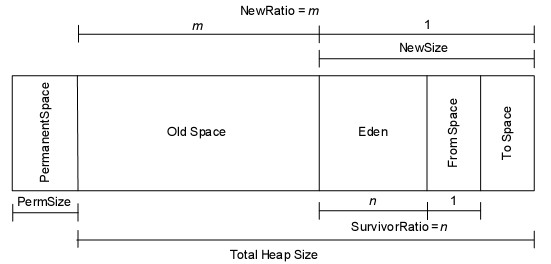 NewRatio = m
m
1
NewSize
PermanentSpace
Old Space
Eden
From Space
To Space
PermSize
n
1
SurvivorRatio = n
Total Heap Size